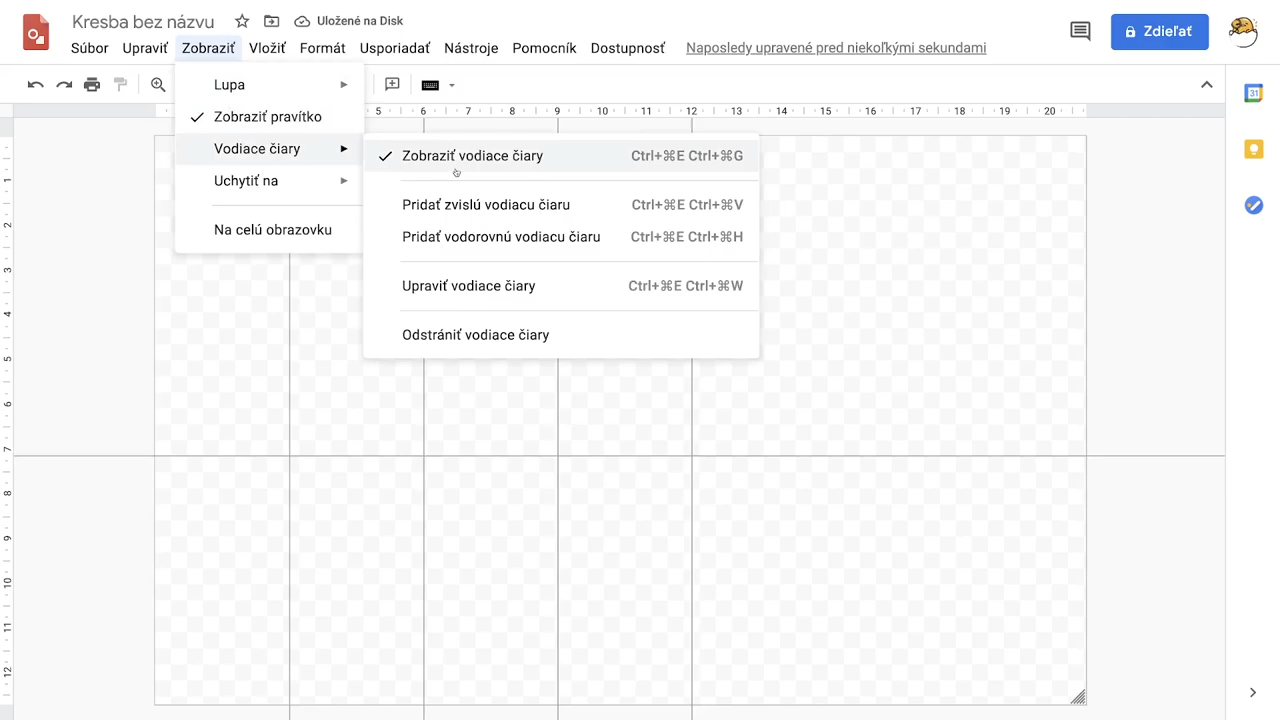 Kresba bez názvu
Uložené na Disk
Súbor Upraviť Zobraziť Vložiť Formát Usporiadať Nástroje Pomocník Dostupnosť Naposledy upravené pred niekoľkými sekundami
Zdieľať
Lupa
Zobraziť pravítko
Vodiace čiary
Uchytiť na
Na celú obrazovku
Zobraziť vodiace čiary Ctrl+⌘E Ctrl+⌘G
Pridať zvislú vodiacu čiaru Ctrl+⌘E Ctrl+⌘V
Pridať vodorovnú vodiacu čiaru Ctrl+⌘E Ctrl+⌘H
Upraviť vodiace čiary Ctrl+⌘E Ctrl+⌘W
Odstrániť vodiace čiary
5 6 7 8 9 10 11 12 13 14 15 16 17 18 19 20
1
2
3
4
5
6
7
8
9
10
11
12
31